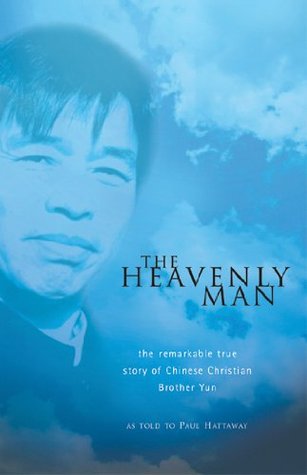 THE
HEAVENLY
MAN
the remarkable true
story of Chinese Christian
Brother Yun
AS TOLD TO PAUL HATTAWAY